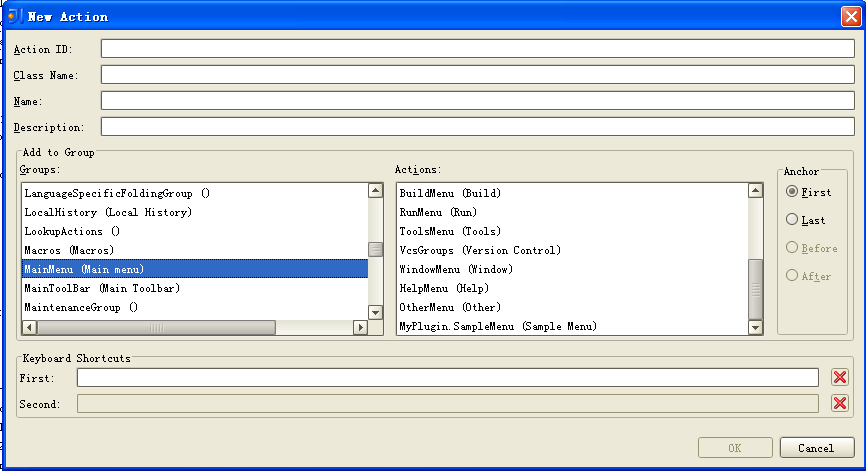 New Action
Action ID:
Class Name:
Name:
Description:
Add to Group
Groups:
LanguageSpecificFoldingGroup ()
LocalHistory (Local History)
LookupActions ()
Macros (Macros)
MainMenu (Main menu)
MainToolBar (Main Toolbar)
MaintenanceGroup ()
Actions:
BuildMenu (Build)
RunMenu (Run)
ToolsMenu (Tools)
VcsGroups (Version Control)
WindowMenu (Window)
HelpMenu (Help)
OtherMenu (Other)
MyPlugin.SampleMenu (Sample Menu)
Anchor
First
Last
Before
After
Keyboard Shortcuts
First:
Second:
OK
Cancel